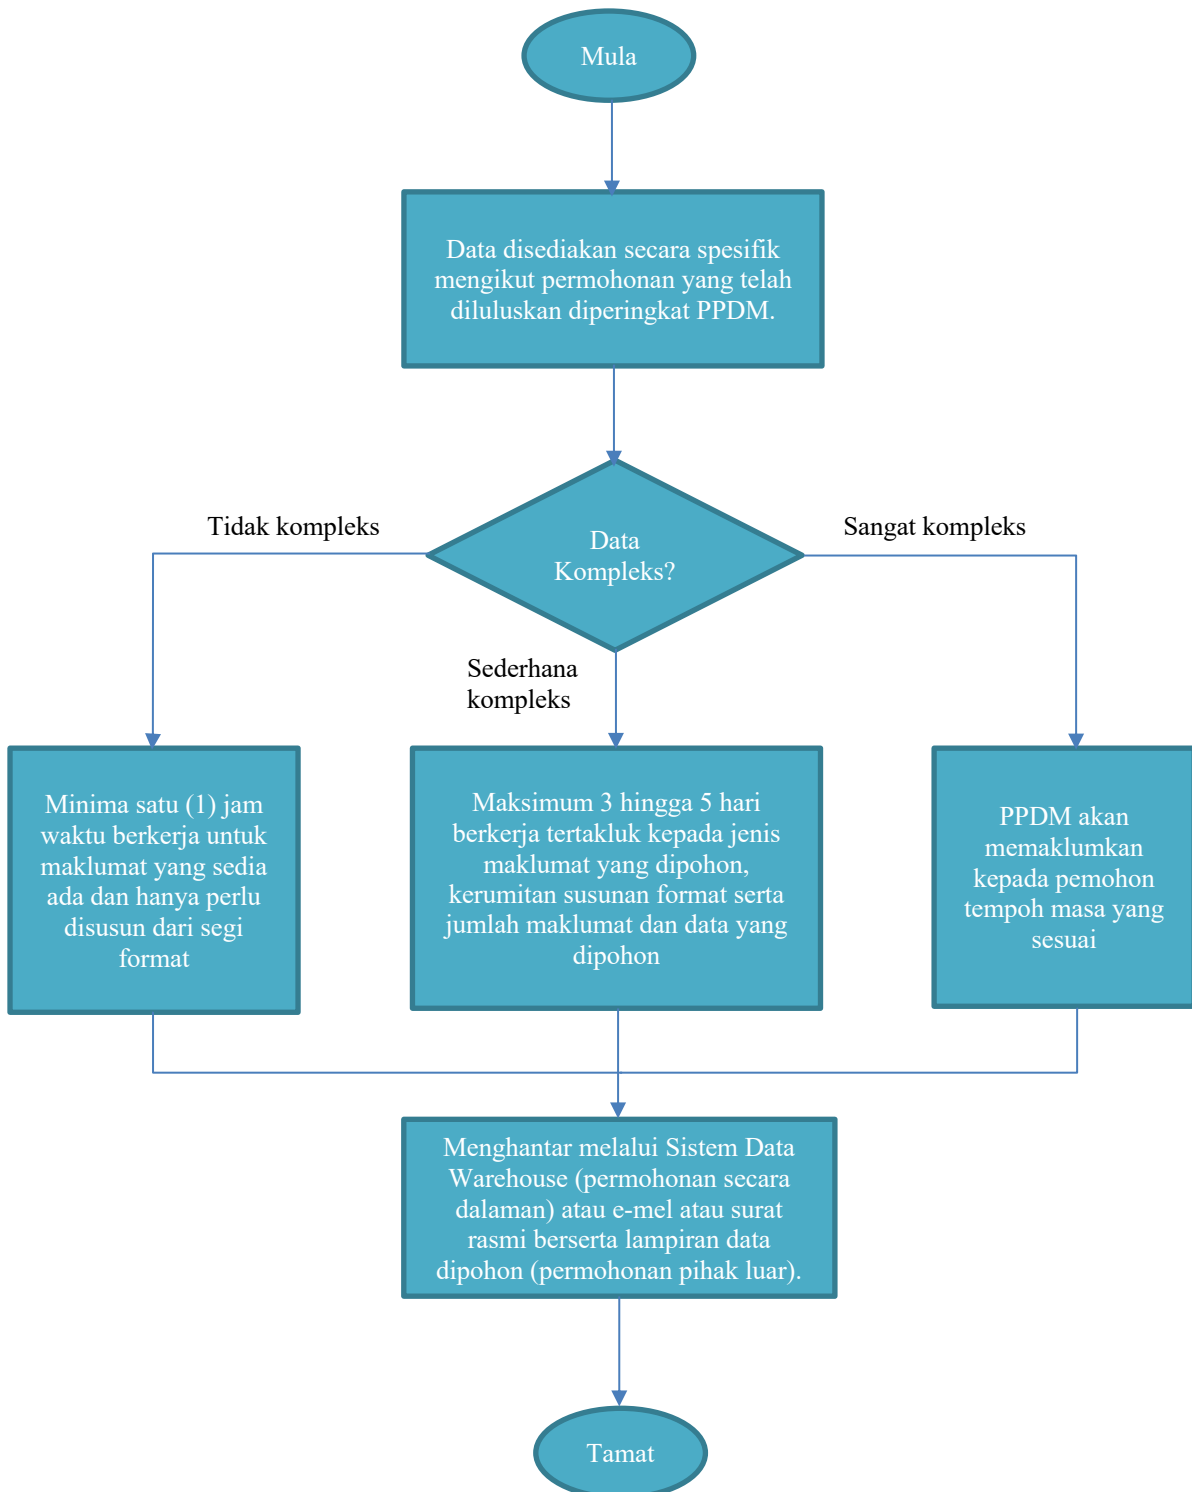 Mula
Data disediakan secara spesifik
mengikut permohonan yang telah
diluluskan diperingkat PPDM.
Tidak kompleks
Sangat kompleks
Data
Kompleks?
Sederhana
kompleks
Minima satu (1) jam
waktu berkerja untuk
maklumat yang sedia
ada dan hanya perlu
disusun dari segi
format
Maksimum 3 hingga 5 hari
berkerja tertakluk kepada jenis
maklumat yang dipohon,
kerumitan susunan format serta
jumlah maklumat dan data yang
dipohon
PPDM akan
memaklumkan
kepada pemohon
tempoh masa yang
sesuai
Menghantar melalui Sistem Data
Warehouse (permohonan secara
dalaman) atau e-mel atau surat
rasmi berserta lampiran data
dipohon (permohonan pihak luar).
Tamat